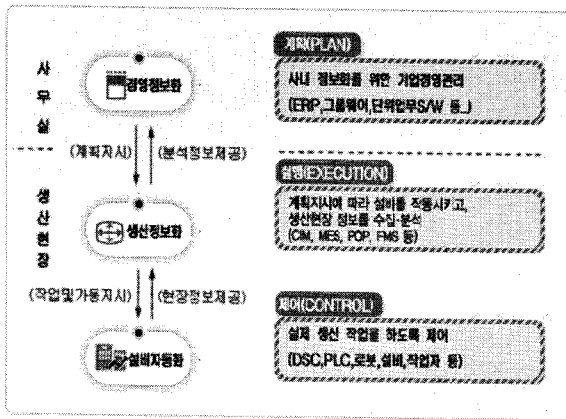 사무실
경영정보화
(계획지시)
(분석정보제공)
생산현장
생산정보화
(작업및가동지시)
(현장정보제공)
설비자동화
계획(PLAN)
사내 정보화를 위한 기업경영관리
(ERP,그룹웨어,단위업무S/W 등..)
실행(EXECUTION)
계획지시에 따라 설비를 작동시키고,
생산현장 정보를 수집·분석
(CIM, MES, POP, FMS 등)
제어(CONTROL)
실제 생산 작업을 하도록 제어
(DSC,PLC,로봇,설비,작업자 등)